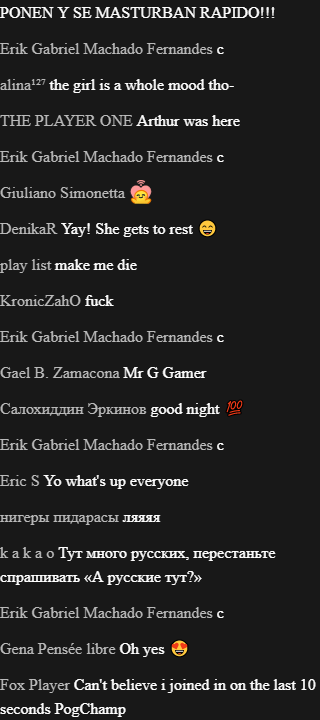 PONEN Y SE MASTURBAN RAPIDO!!!
Erik Gabriel Machado Fernandes c
alina¹²⁷ the girl is a whole mood tho-
THE PLAYER ONE Arthur was here
Erik Gabriel Machado Fernandes c
Giuliano Simonetta
DenikaR Yay! She gets to rest 😄
play list make me die
KronicZahO fuck
Erik Gabriel Machado Fernandes c
Gael B. Zamacona Mr G Gamer
Салохиддин Эркинов good night 💯
Erik Gabriel Machado Fernandes c
Eric S Yo what's up everyone
нигеры пидарасы ляяяя
k a k a o Тут много русских, перестаньте
спрашивать «А русские тут?»
Erik Gabriel Machado Fernandes c
Gena Pensée libre Oh yes 😍
Fox Player Can't believe i joined in on the last 10
seconds PogChamp